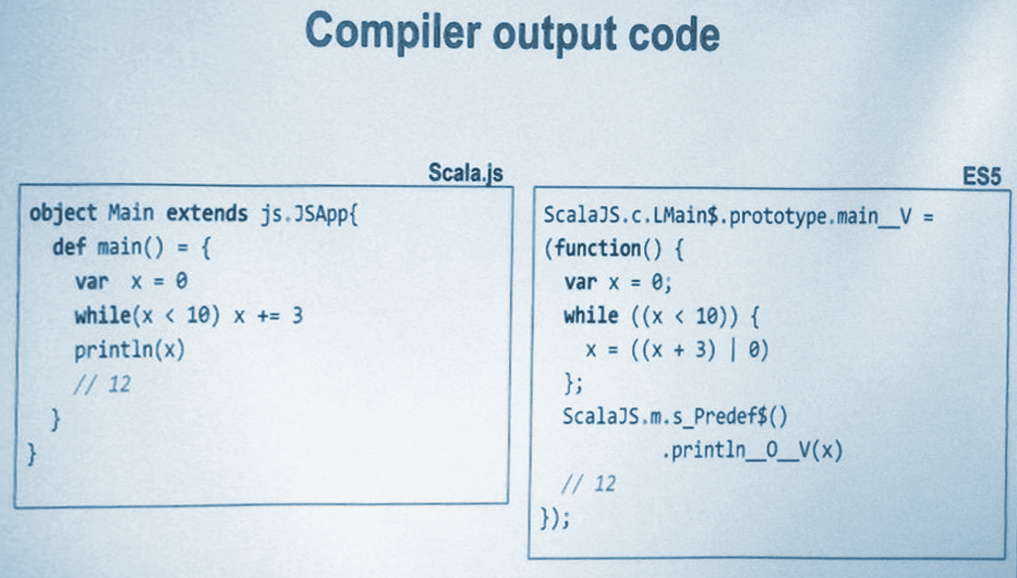 Compiler output code
Scala.js
object Main extends js.JSApp{
def main() = {
var x = 0
while(x < 10) x += 3
println(x)
// 12
}
}
ES5
ScalaJS.c.LMain$.prototype.main__V =
(function() {
var x = 0;
while ((x < 10)) {
x = ((x + 3) | 0)
};
ScalaJS.m.s_Predef$()
.println__O__V(x)
// 12
});